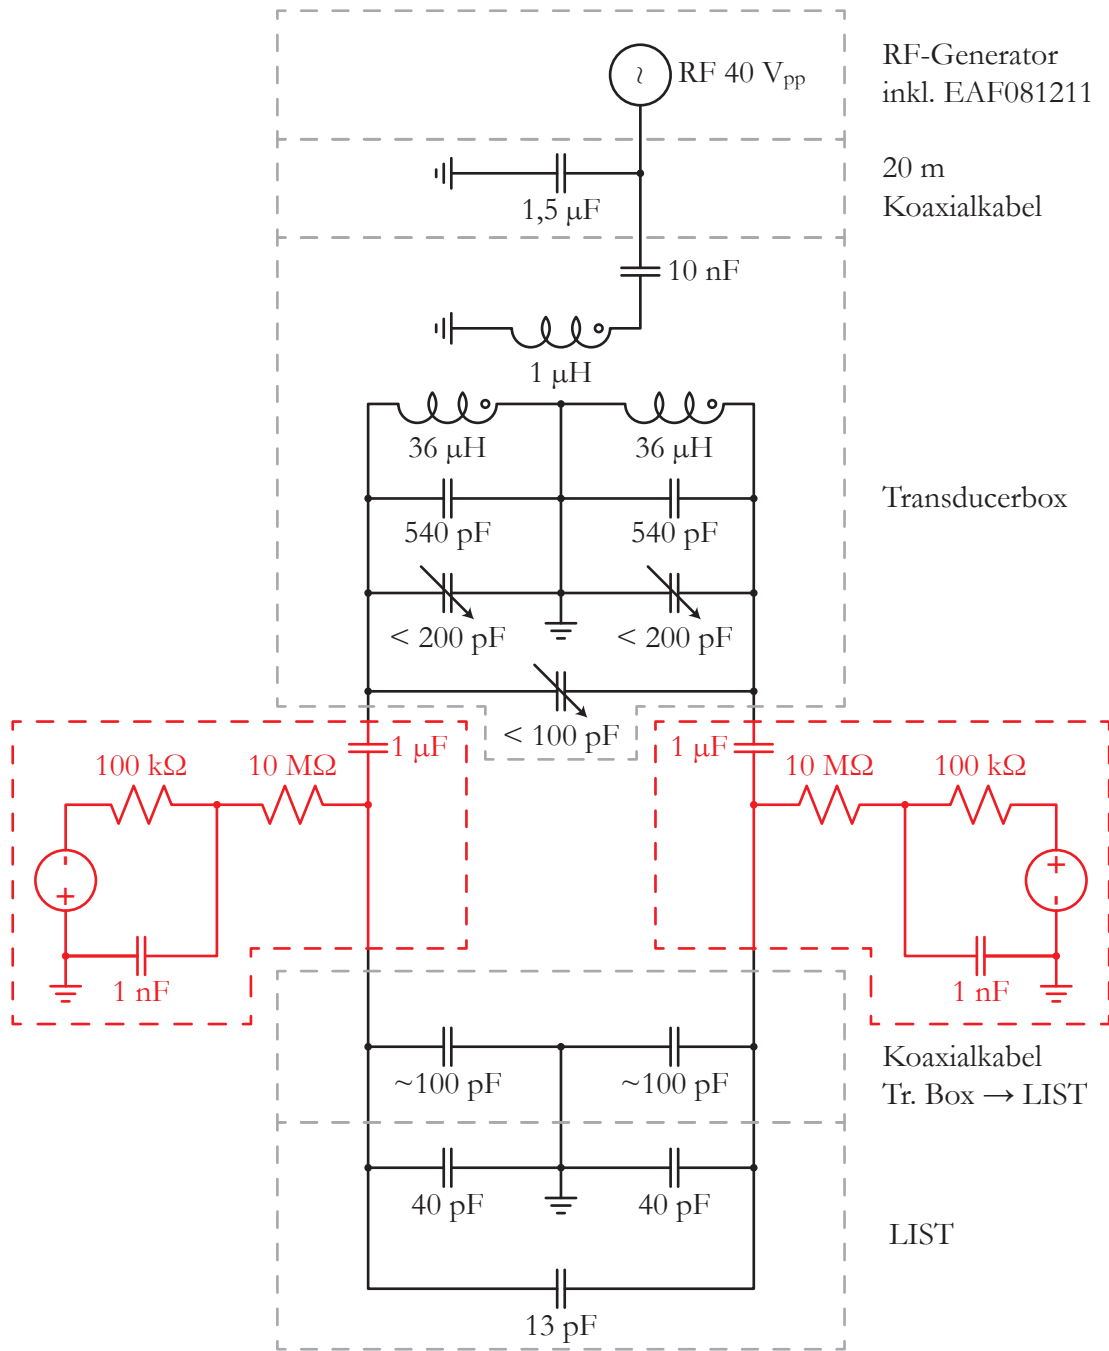 RF-Generator
inkl. EAF081211
~
RF 40 Vpp
20 m
Koaxialkabel
1,5 μF
10 nF
1 μH
36 μH
36 μH
Transducerbox
540 pF
540 pF
< 200 pF
< 200 pF
< 100 pF
1 μF
1 μF
100 kΩ
10 MΩ
10 MΩ
100 kΩ
-
+
+
-
1 nF
1 nF
Koaxialkabel
Tr. Box → LIST
~100 pF
~100 pF
40 pF
40 pF
LIST
13 pF